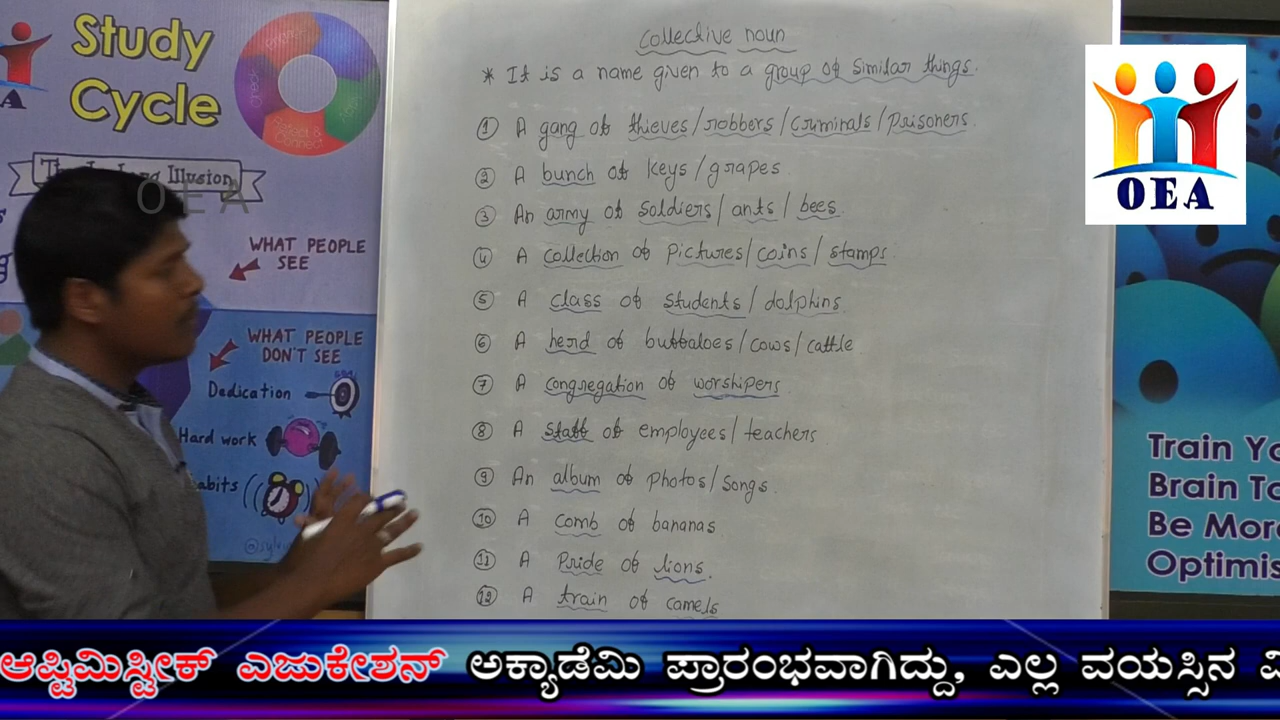 Study
Cycle
Illusion
OEA
WHAT PEOPLE
SEE
WHAT PEOPLE
DON'T SEE
Dedication
Hard work
abits
collective noun
* It is a name given to a group of similar things.
① A gang of thieves/robbers/criminals/prisoners.
② A bunch of keys/grapes.
③ An army of soldiers/ants/bees.
④ A collection of pictures/coins/stamps.
⑤ A class of students/dolphins.
⑥ A herd of buffaloes/cows/cattle
⑦ A congregation of worshipers
⑧ A staff of employees/teachers
⑨ An album of photos/songs.
⑩ A comb of bananas
⑪ A pride of lions.
⑫ A train of camels
OEA
Train Yo
Brain To
Be More
Optimis
ಆಪ್ಟಿಮಿಸ್ಟೀಕ್ ಎಜುಕೇಶನ್ ಅಕ್ಯಾಡೆಮಿ ಪ್ರಾರಂಭವಾಗಿದ್ದು, ಎಲ್ಲ ವಯಸ್ಸಿನ ವಿ